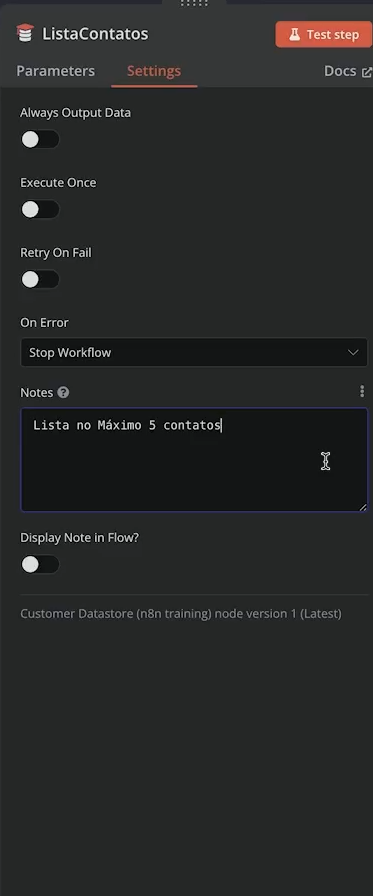 ListaContatos
Test step
Parameters
Settings
Docs
Always Output Data
Execute Once
Retry On Fail
On Error
Stop Workflow
Notes
Lista no Máximo 5 contatos
Display Note in Flow?
Customer Datastore (n8n training) node version 1 (Latest)